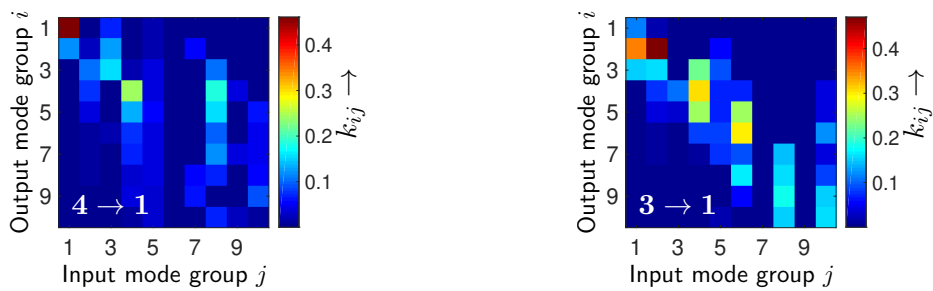 1
3
5
7
9
Output mode group i
1 3 5 7 9
Input mode group j
4 → 1
0.4
0.3
0.2
0.1
k_ij →
1
3
5
7
9
Output mode group i
1 3 5 7 9
Input mode group j
3 → 1
0.4
0.3
0.2
0.1
k_ij →